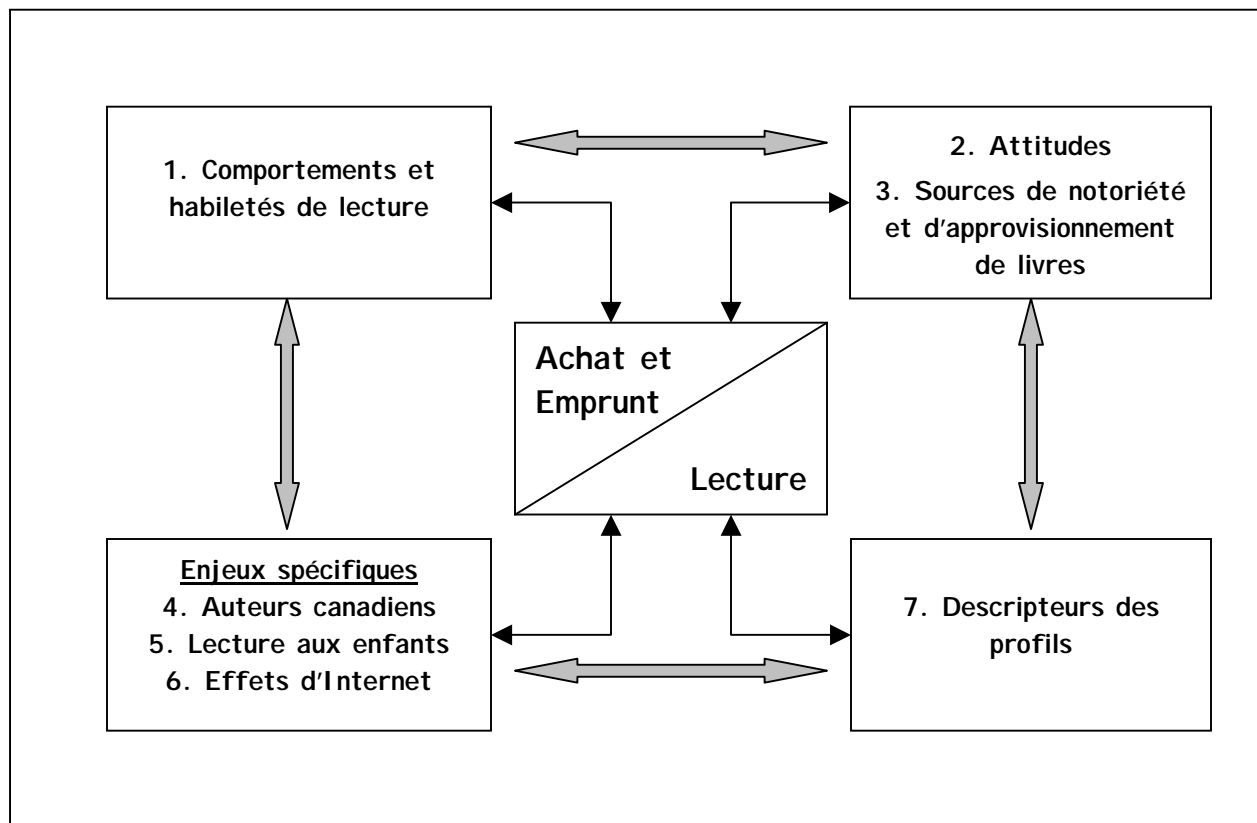 1. Comportements et
habiletés de lecture
2. Attitudes
3. Sources de notoriété
et d'approvisionnement
de livres
Achat et
Emprunt
Lecture
Enjeux spécifiques
4. Auteurs canadiens
5. Lecture aux enfants
6. Effets d'Internet
7. Descripteurs des
profils